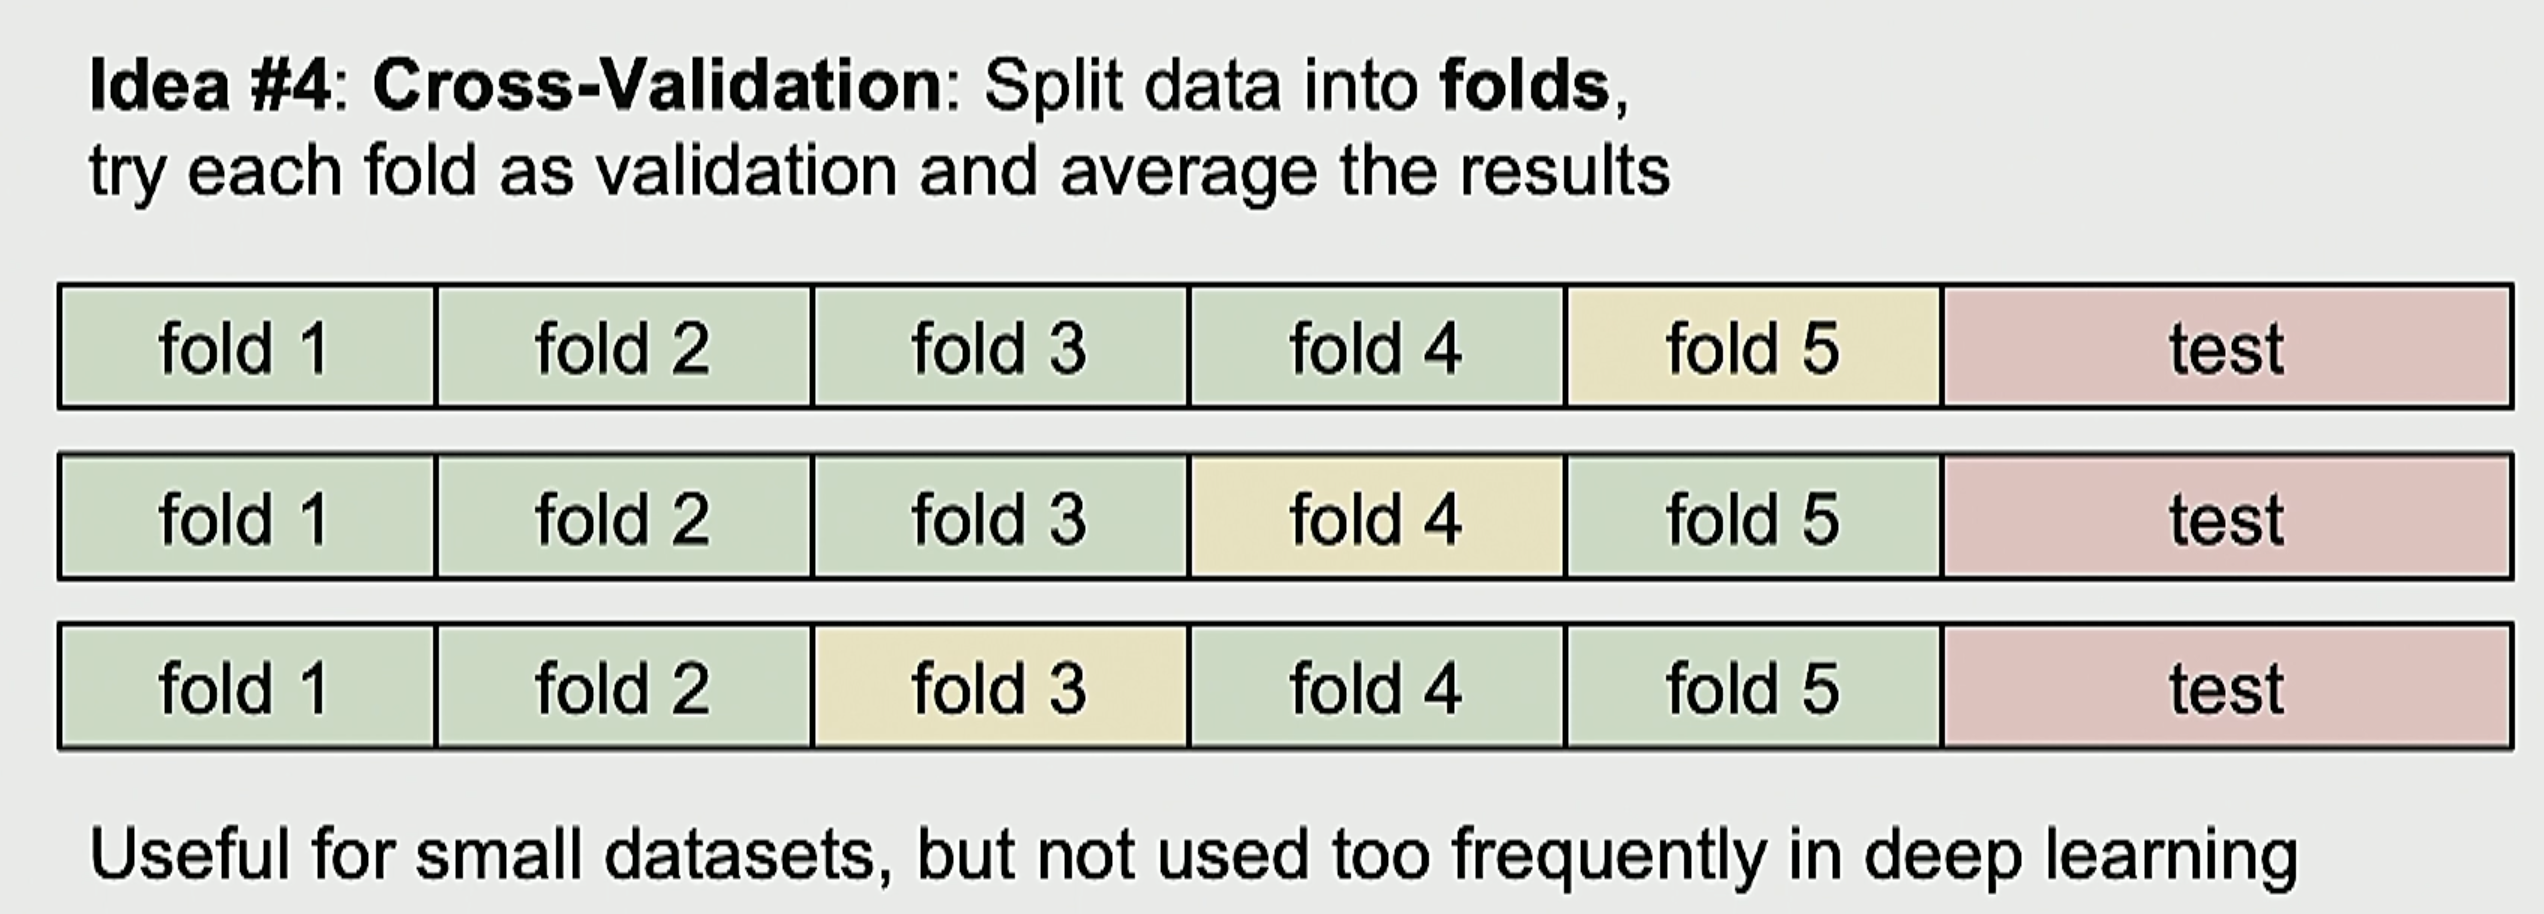 Idea #4: Cross-Validation: Split data into folds,
try each fold as validation and average the results
fold 1 fold 2 fold 3 fold 4 fold 5 test
fold 1 fold 2 fold 3 fold 4 fold 5 test
fold 1 fold 2 fold 3 fold 4 fold 5 test
Useful for small datasets, but not used too frequently in deep learning